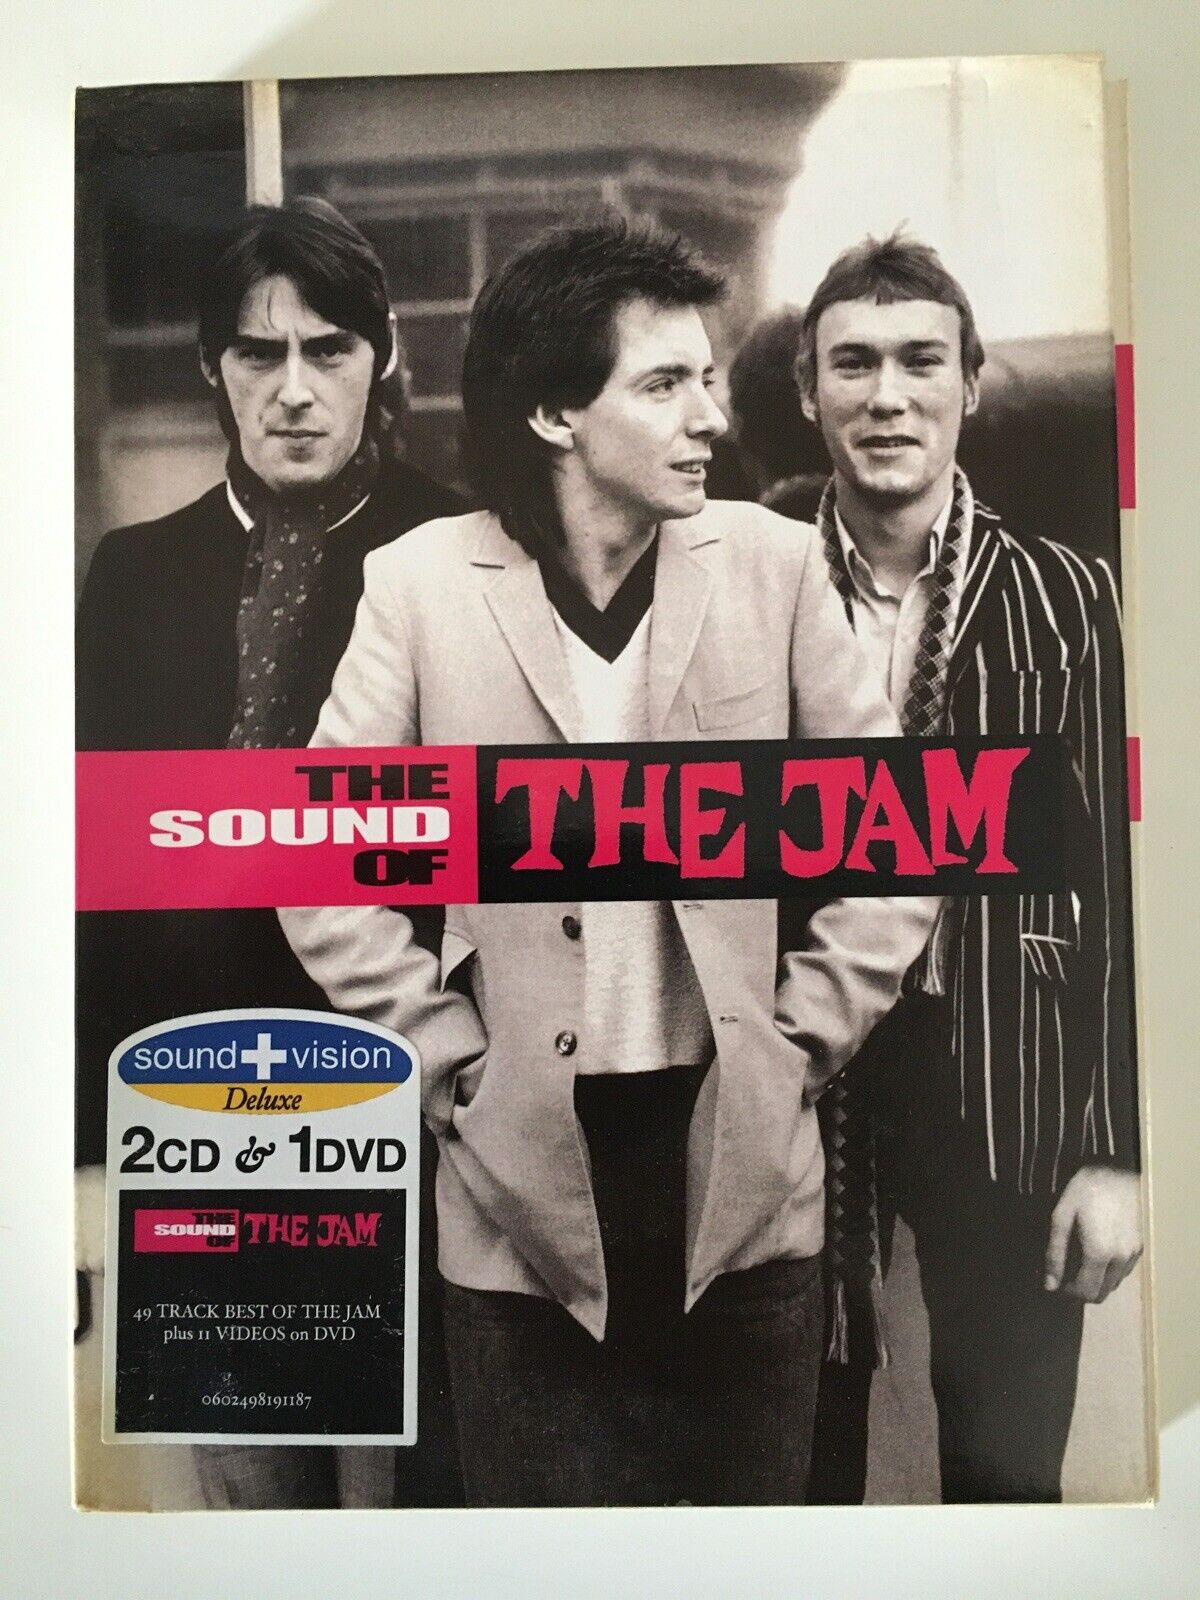 THE
SOUND
OF
THE JAM
sound+vision
Deluxe
2CD & 1DVD
THE
SOUND
OF
THE JAM
49 TRACK BEST OF THE JAM
plus 11 VIDEOS on DVD
0602498191187